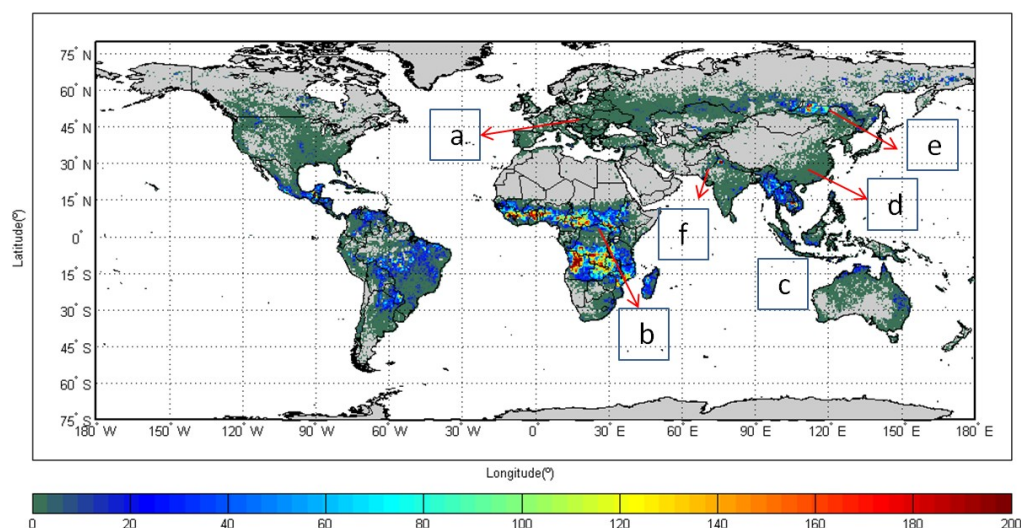 75° N
60° N
45° N
30° N
15° N
0°
15° S
30° S
45° S
60° S
75° S
Latitude(º)
a
b
c
d
e
f
180° W 150° W 120° W 90° W 60° W 30° W 0° 30° E 60° E 90° E 120° E 150° E 180° E
Longitude(º)
0 20 40 60 80 100 120 140 160 180 200